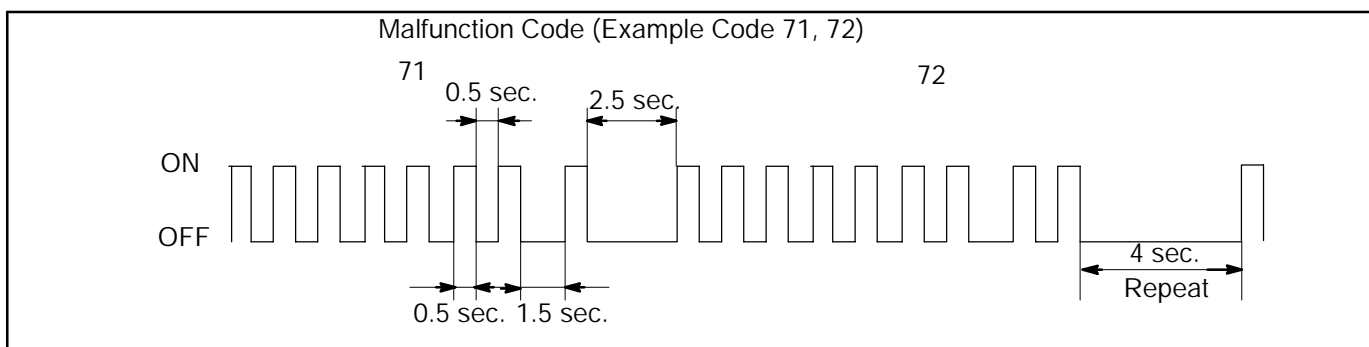 Malfunction Code (Example Code 71, 72)
71
72
0.5 sec.
2.5 sec.
ON
OFF
4 sec.
Repeat
0.5 sec.
1.5 sec.